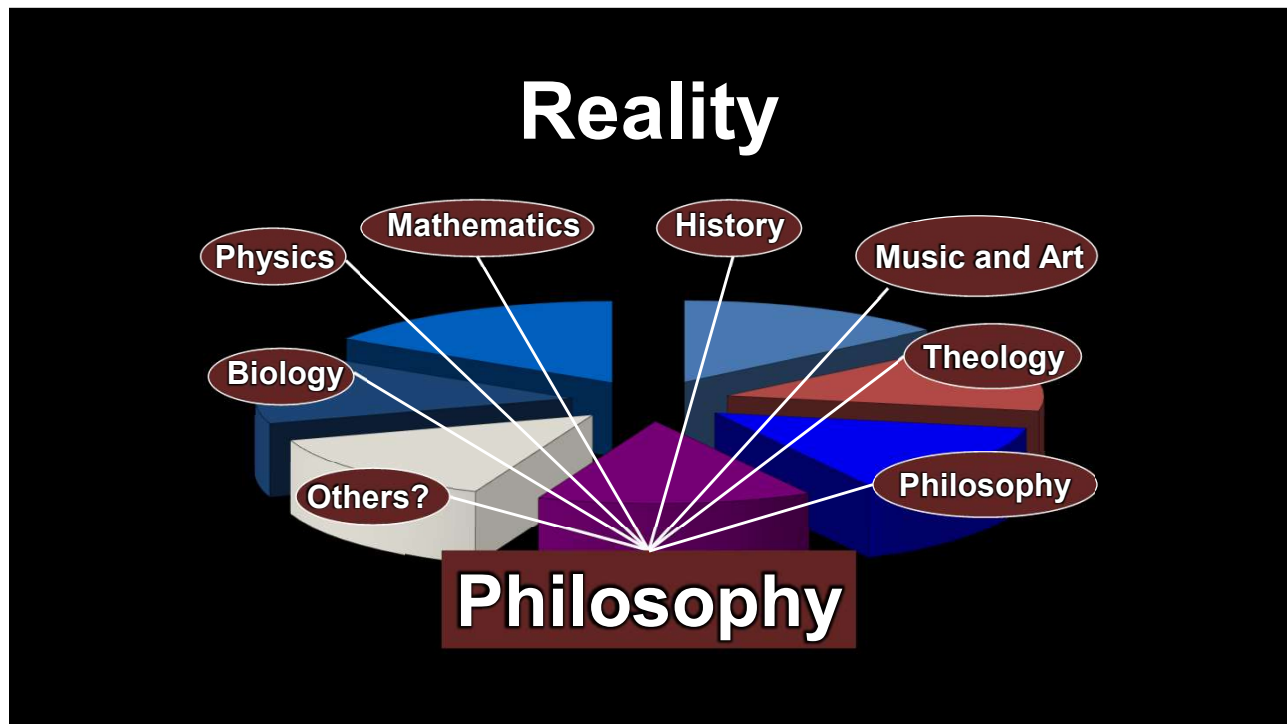 Reality
Mathematics
History
Physics
Music and Art
Biology
Theology
Others?
Philosophy
Philosophy